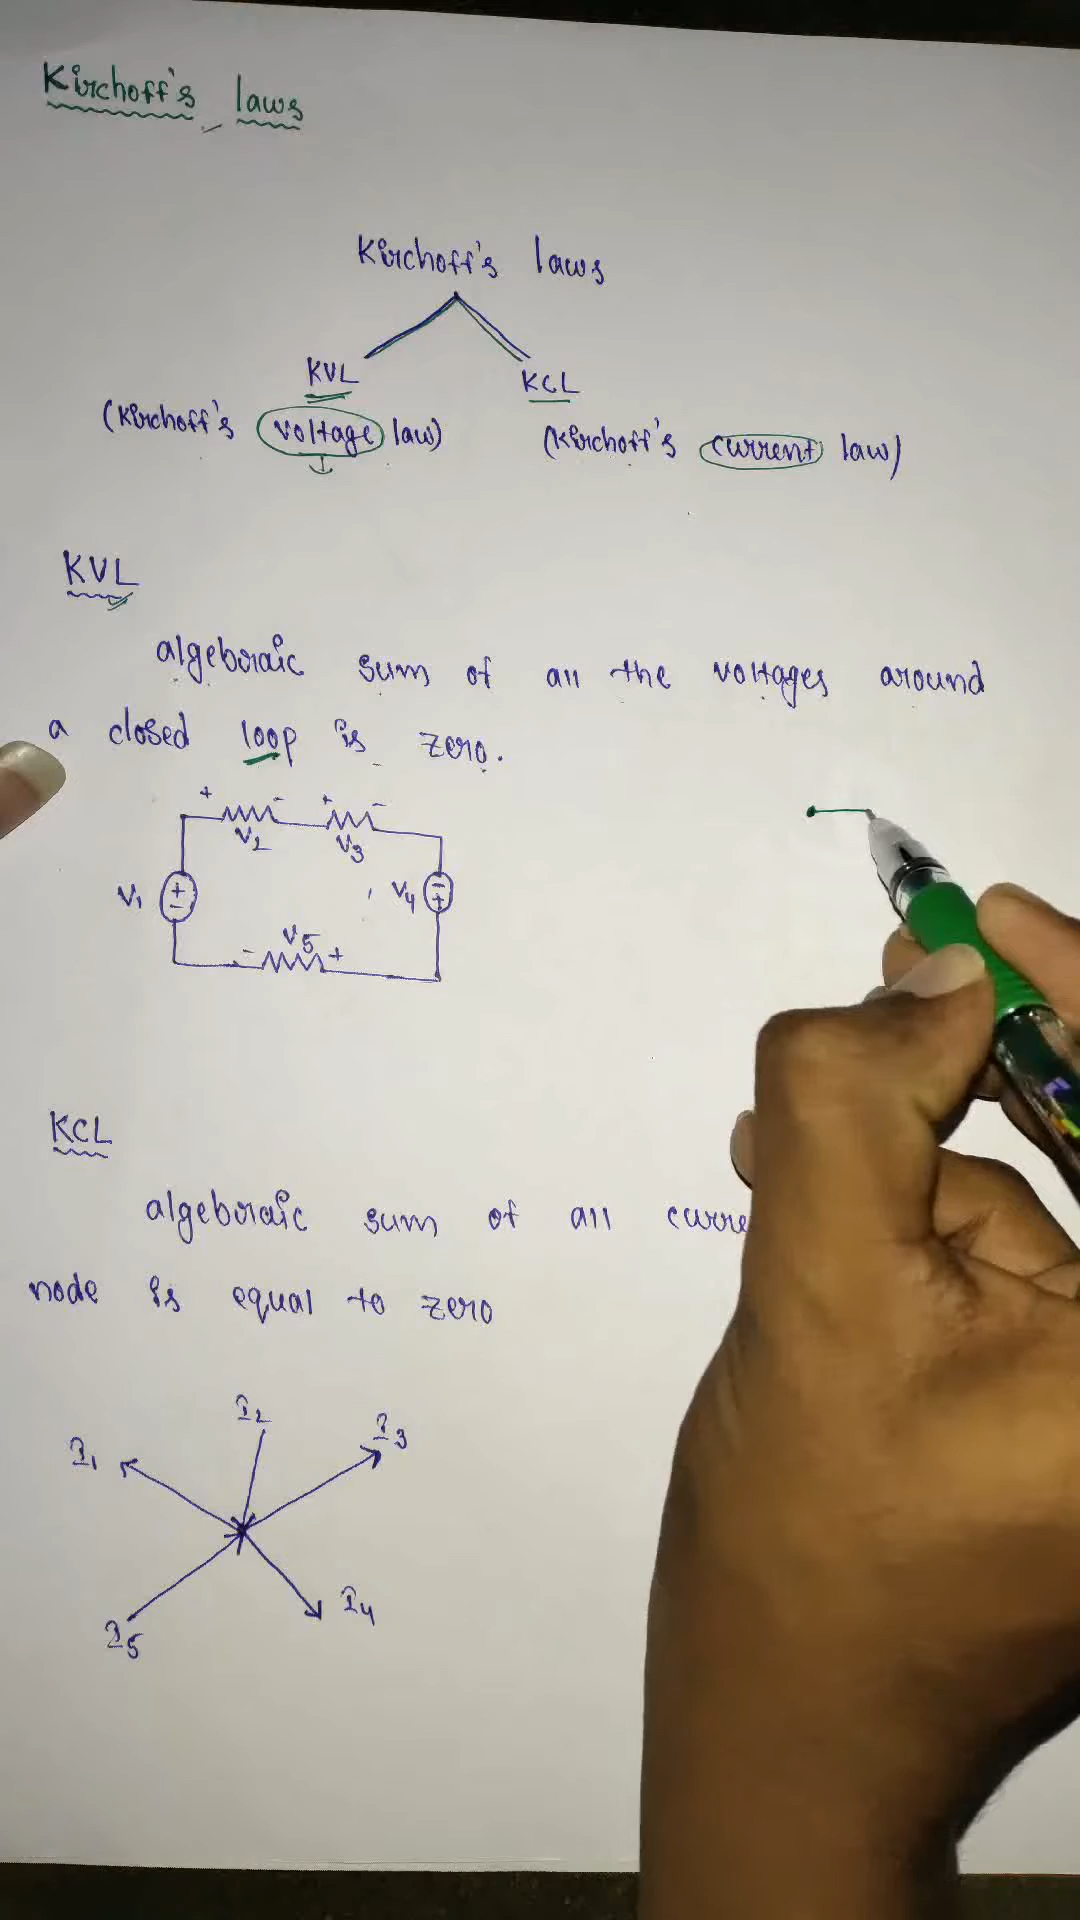 Kirchoff's laws
Kirchoff's laws
KVL KCL
(Kirchoff's voltage law) (Kirchoff's current law)
KVL
algebraic sum of all the voltages around
a closed loop is zero.
+ - + -
V2 V3
V1 + - V4 - +
V5
- +
KCL
algebraic sum of all curre
node is equal to zero
I2
I1 I3
I5 I4